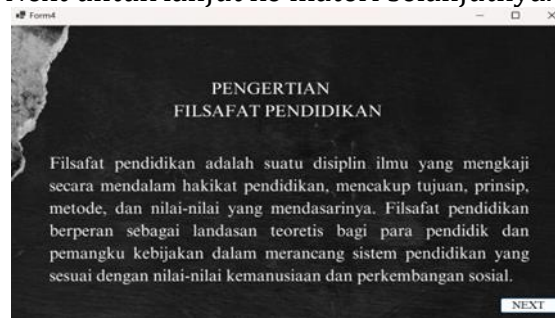 Form4
PENGERTIAN
FILSAFAT PENDIDIKAN
Filsafat pendidikan adalah suatu disiplin ilmu yang mengkaji
secara mendalam hakikat pendidikan, mencakup tujuan, prinsip,
metode, dan nilai-nilai yang mendasarinya. Filsafat pendidikan
berperan sebagai landasan teoretis bagi para pendidik dan
pemangku kebijakan dalam merancang sistem pendidikan yang
sesuai dengan nilai-nilai kemanusiaan dan perkembangan sosial.
NEXT